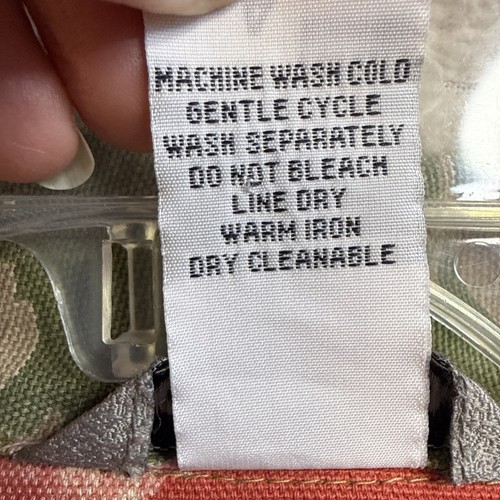 MACHINE WASH COLD
GENTLE CYCLE
WASH SEPARATELY
DO NOT BLEACH
LINE DRY
WARM IRON
DRY CLEANABLE